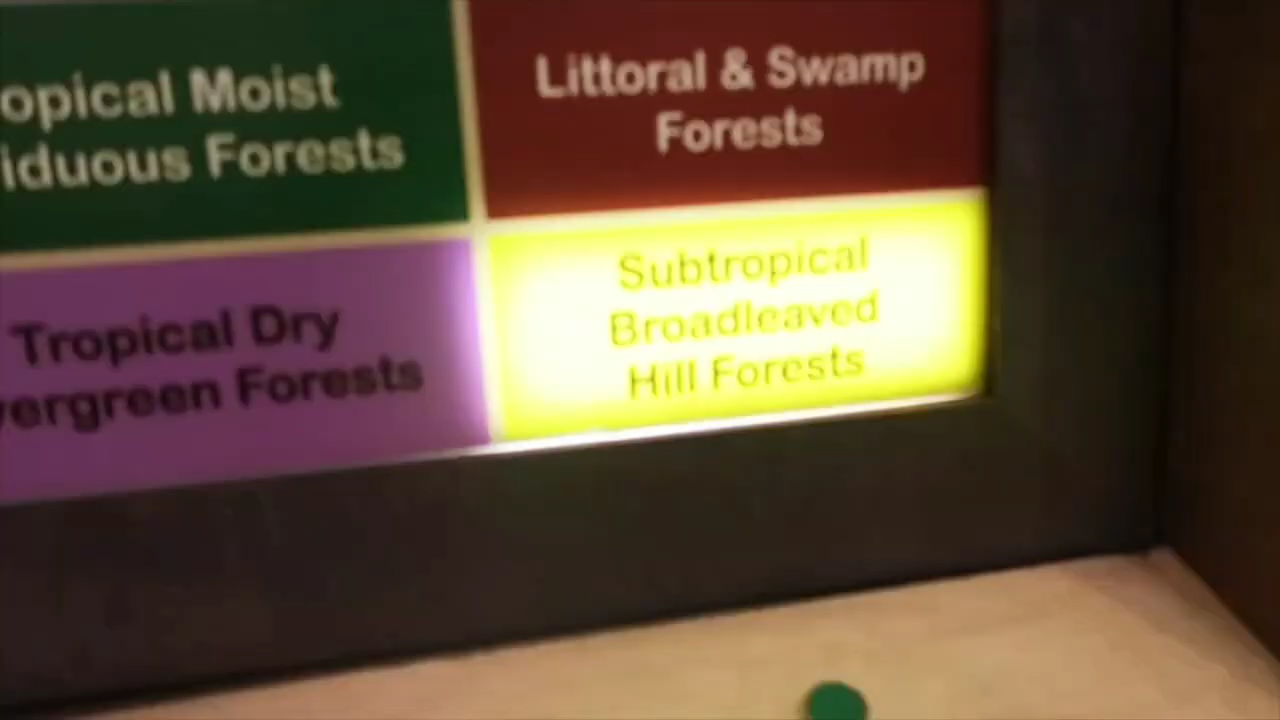 opical Moist
iduous Forests
Littoral & Swamp
Forests
Tropical Dry
vergreen Forests
Subtropical
Broadleaved
Hill Forests